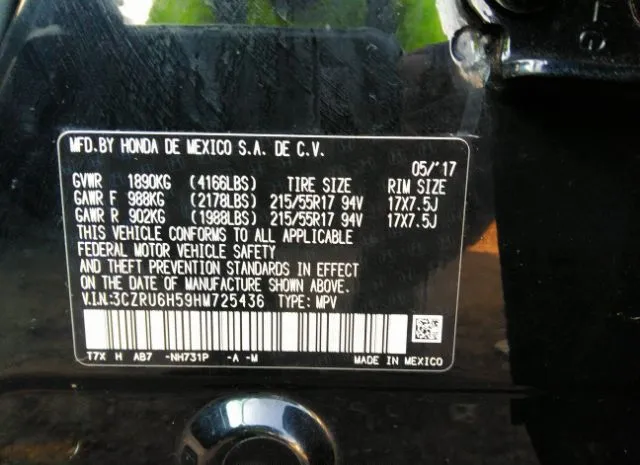 MFD.BY HONDA DE MEXICO S.A. DE C.V.
05/'17
GVWR 1890KG (4166LBS) TIRE SIZE RIM SIZE
GAWR F 988KG (2178LBS) 215/55R17 94V 17X7.5J
GAWR R 902KG (1988LBS) 215/55R17 94V 17X7.5J
THIS VEHICLE CONFORMS TO ALL APPLICABLE
FEDERAL MOTOR VEHICLE SAFETY
AND THEFT PREVENTION STANDARDS IN EFFECT
ON THE DATE OF MANUFACTURE SHOWN ABOVE.
V.I.N:3CZRU6H59HM725436 TYPE: MPV
T7X H AB7 -NH731P -A -M
MADE IN MEXICO